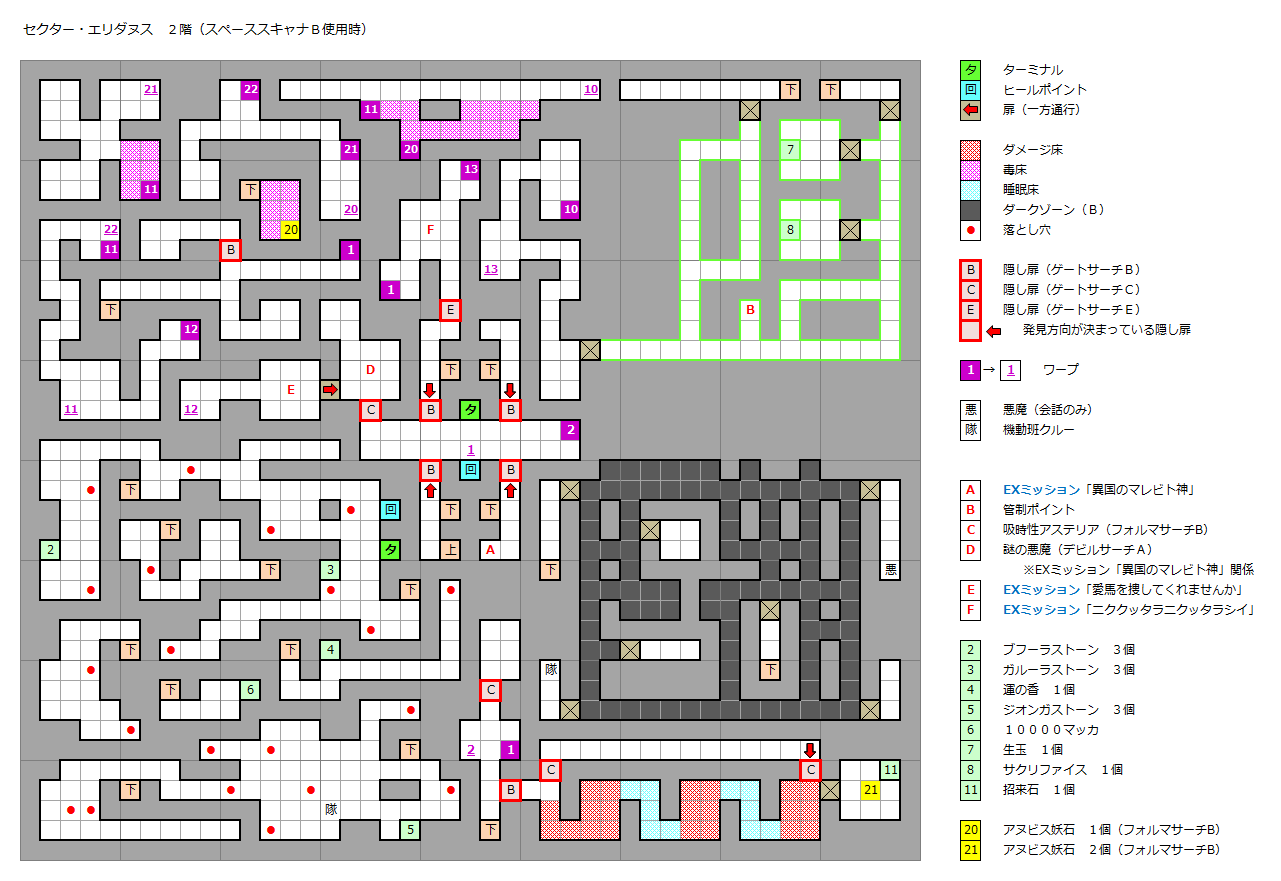 セクター・エリダヌス　２階（スペーススキャナＢ使用時）
21 22 10 下 下
11
21 20 7
13
11 下
20 10
22 20 F 8
11 B 1
13
1
下 E B
12
D 下 下
E
11 12 C B タ B
2
1
B 回 B
下
回 下 下
下
2 タ 上 A
下 3 下 悪
下
下 下 4
下 隊
下 6 C
下 2 1
C C 11
下 B 21
隊
5 下
タ ターミナル
回 ヒールポイント
扉（一方通行）
ダメージ床
毒床
睡眠床
ダークゾーン（Ｂ）
落とし穴
B 隠し扉（ゲートサーチＢ）
C 隠し扉（ゲートサーチＣ）
E 隠し扉（ゲートサーチＥ）
発見方向が決まっている隠し扉
1 → 1 ワープ
悪 悪魔（会話のみ）
隊 機動班クルー
A EXミッション「異国のマレビト神」
B 管制ポイント
C 吸時性アステリア（フォルマサーチB）
D 謎の悪魔（デビルサーチＡ）
※EXミッション「異国のマレビト神」関係
E EXミッション「愛馬を捜してくれませんか」
F EXミッション「ニククッタラニクッタラシイ」
2 ブフーラストーン　３個
3 ガルーラストーン　３個
4 運の香　１個
5 ジオンガストーン　３個
6 １００００マッカ
7 生玉　１個
8 サクリファイス　１個
11 招来石　１個
20 アヌビス妖石　１個（フォルマサーチB）
21 アヌビス妖石　２個（フォルマサーチB）